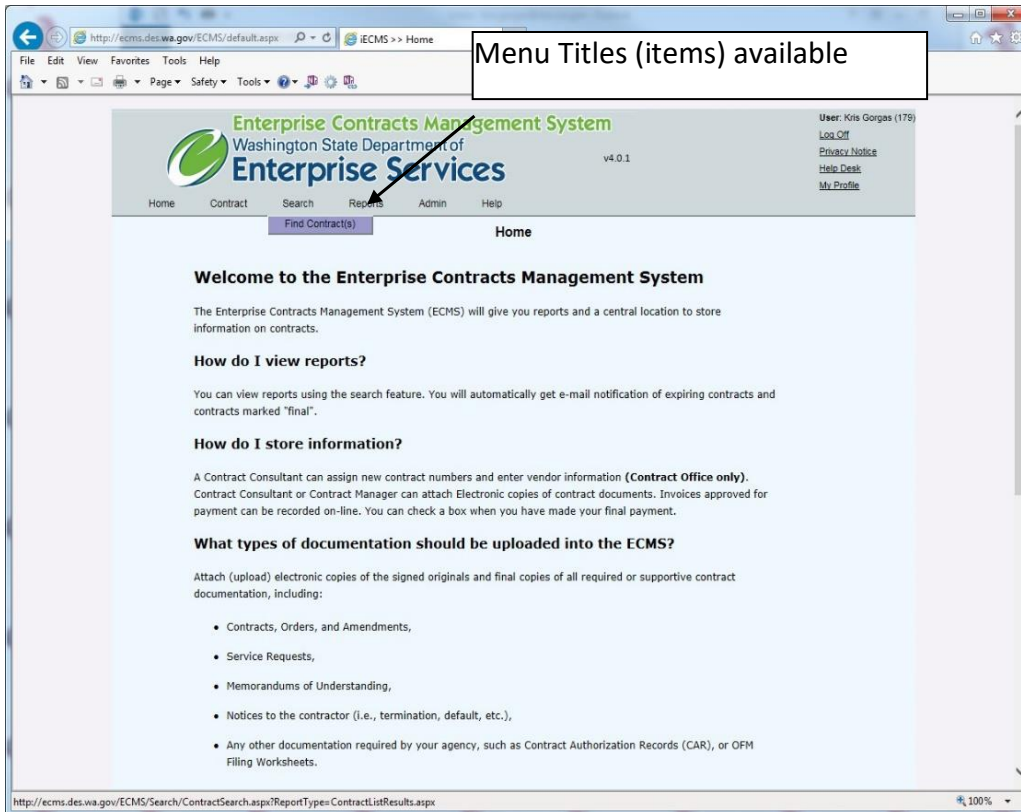 http://ecms.des.wa.gov/ECMS/default.aspx
iECMS >> Home
File Edit View Favorites Tools Help
Page Safety Tools
Menu Titles (items) available
Enterprise Contracts Management System
Washington State Department of
Enterprise Services
v4.0.1
User: Kris Gorgas (179)
Log Off
Privacy Notice
Help Desk
My Profile
Home Contract Search Reports Admin Help
Find Contract(s)
Home
Welcome to the Enterprise Contracts Management System
The Enterprise Contracts Management System (ECMS) will give you reports and a central location to store
information on contracts.
How do I view reports?
You can view reports using the search feature. You will automatically get e-mail notification of expiring contracts and
contracts marked "final".
How do I store information?
A Contract Consultant can assign new contract numbers and enter vendor information (Contract Office only).
Contract Consultant or Contract Manager can attach Electronic copies of contract documents. Invoices approved for
payment can be recorded on-line. You can check a box when you have made your final payment.
What types of documentation should be uploaded into the ECMS?
Attach (upload) electronic copies of the signed originals and final copies of all required or supportive contract
documentation, including:
• Contracts, Orders, and Amendments,
• Service Requests,
• Memorandums of Understanding,
• Notices to the contractor (i.e., termination, default, etc.),
• Any other documentation required by your agency, such as Contract Authorization Records (CAR), or OFM
Filing Worksheets.
http://ecms.des.wa.gov/ECMS/Search/ContractSearch.aspx?ReportType=ContractListResults.aspx
100%